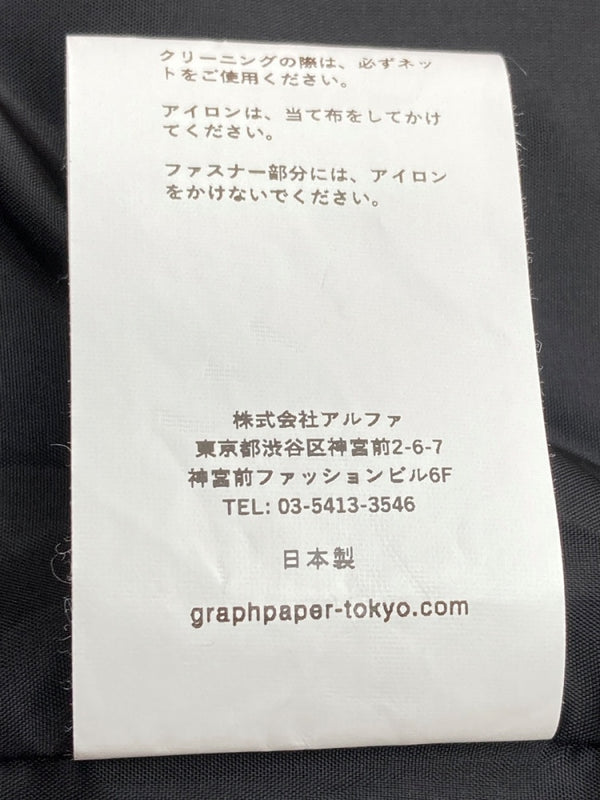 クリーニングの際は、必ずネッ
トをご使用ください。
アイロンは、当て布をしてかけ
てください。
ファスナー部分には、アイロン
をかけないでください。
株式会社アルファ
東京都渋谷区神宮前2-6-7
神宮前ファッションビル6F
TEL: 03-5413-3546
日本製
graphpaper-tokyo.com